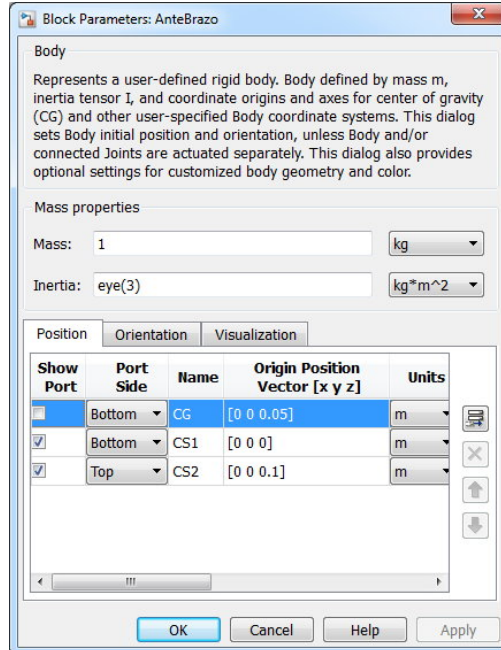 Block Parameters: AnteBrazo
Body
Represents a user-defined rigid body. Body defined by mass m,
inertia tensor I, and coordinate origins and axes for center of gravity
(CG) and other user-specified Body coordinate systems. This dialog
sets Body initial position and orientation, unless Body and/or
connected Joints are actuated separately. This dialog also provides
optional settings for customized body geometry and color.
Mass properties
Mass: 1 kg
Inertia: eye(3) kg*m^2
Position Orientation Visualization
Show Port Port Side Name Origin Position Vector [x y z] Units
Bottom CG [0 0 0.05] m
Bottom CS1 [0 0 0] m
Top CS2 [0 0 0.1] m
OK Cancel Help Apply